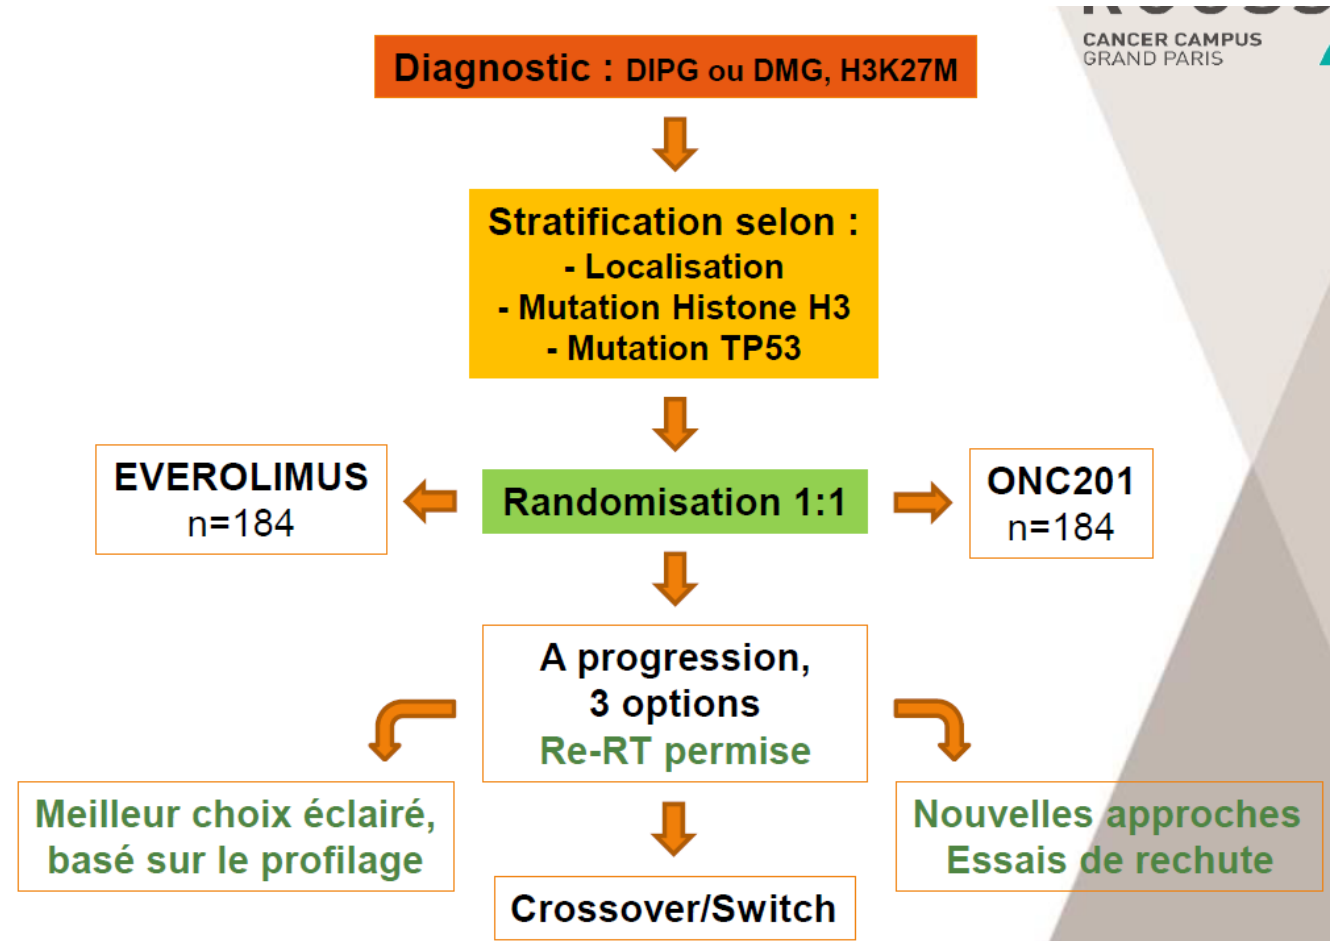 CANCER CAMPUS
GRAND PARIS
Diagnostic : DIPG ou DMG, H3K27M
Stratification selon :
- Localisation
- Mutation Histone H3
- Mutation TP53
EVEROLIMUS
n=184
Randomisation 1:1
ONC201
n=184
A progression,
3 options
Re-RT permise
Meilleur choix éclairé,
basé sur le profilage
Nouvelles approches
Essais de rechute
Crossover/Switch